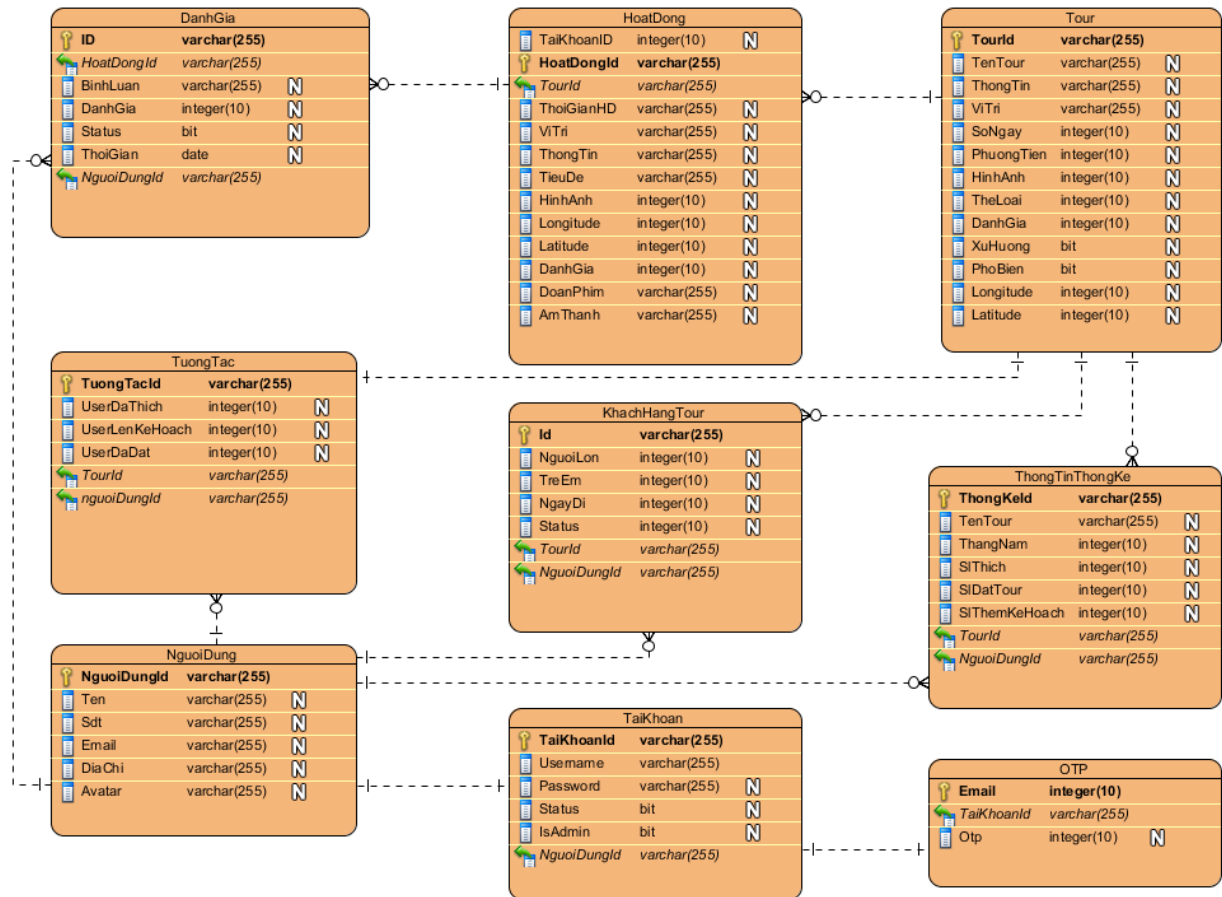 DanhGia
ID varchar(255)
HoatDongId varchar(255)
BinhLuan varchar(255) N
DanhGia integer(10) N
Status bit N
ThoiGian date N
NguoiDungId varchar(255)
HoatDong
TaiKhoanID integer(10) N
HoatDongId varchar(255)
TourId varchar(255)
ThoiGianHD varchar(255) N
ViTri varchar(255) N
ThongTin varchar(255) N
TieuDe varchar(255) N
HinhAnh integer(10) N
Longitude integer(10) N
Latitude integer(10) N
DanhGia integer(10) N
DoanPhim varchar(255) N
AmThanh varchar(255) N
Tour
TourId varchar(255)
TenTour varchar(255) N
ThongTin varchar(255) N
ViTri varchar(255) N
SoNgay integer(10) N
PhuongTien integer(10) N
HinhAnh integer(10) N
TheLoai integer(10) N
DanhGia integer(10) N
XuHuong bit N
PhoBien bit N
Longitude integer(10) N
Latitude integer(10) N
TuongTac
TuongTacId varchar(255)
UserDaThich integer(10) N
UserLenKeHoach integer(10) N
UserDaDat integer(10) N
TourId varchar(255)
nguoiDungId varchar(255)
KhachHangTour
Id varchar(255)
NguoiLon integer(10) N
TreEm integer(10) N
NgayDi integer(10) N
Status integer(10) N
TourId varchar(255)
NguoiDungId varchar(255)
ThongTinThongKe
ThongKeId varchar(255)
TenTour varchar(255) N
ThangNam integer(10) N
SlThich integer(10) N
SlDatTour integer(10) N
SlThemKeHoach integer(10) N
TourId varchar(255)
NguoiDungId varchar(255)
NguoiDung
NguoiDungId varchar(255)
Ten varchar(255) N
Sdt varchar(255) N
Email varchar(255) N
DiaChi varchar(255) N
Avatar varchar(255) N
TaiKhoan
TaiKhoanId varchar(255)
Username varchar(255)
Password varchar(255) N
Status bit N
IsAdmin bit N
NguoiDungId varchar(255)
OTP
Email integer(10)
TaiKhoanId varchar(255)
Otp integer(10) N